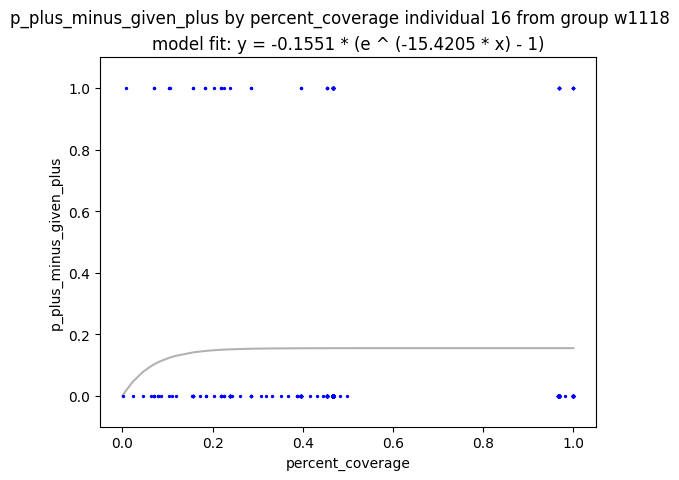 p_plus_minus_given_plus by percent_coverage individual 16 from group w1118
model fit: y = -0.1551 * (e ^ (-15.4205 * x) - 1)
1.0
0.8
0.6
0.4
0.2
0.0
p_plus_minus_given_plus
0.0 0.2 0.4 0.6 0.8 1.0
percent_coverage